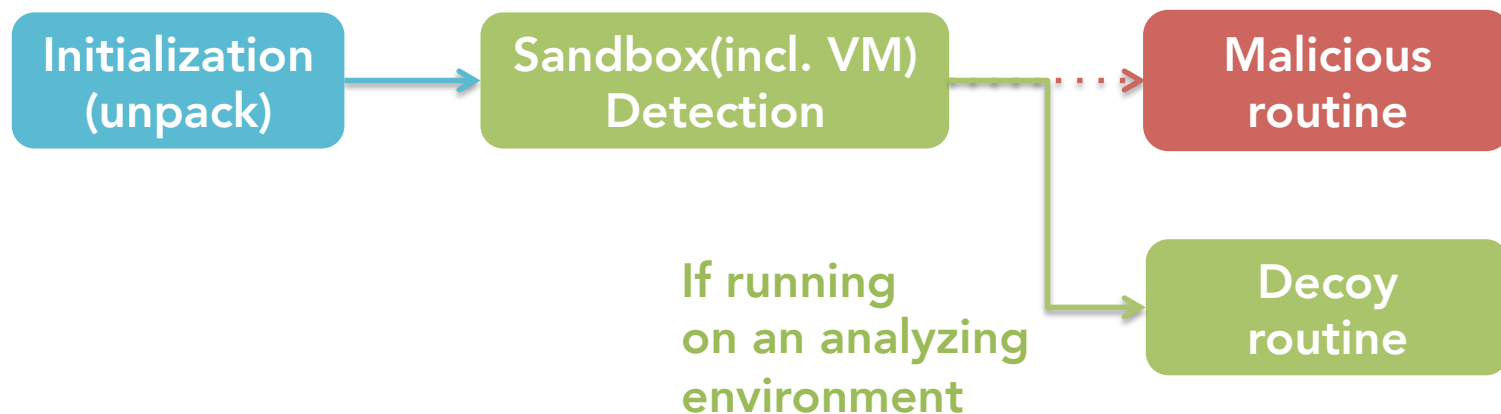 Initialization
(unpack)
Sandbox(incl. VM)
Detection
Malicious
routine
If running
on an analyzing
environment
Decoy
routine